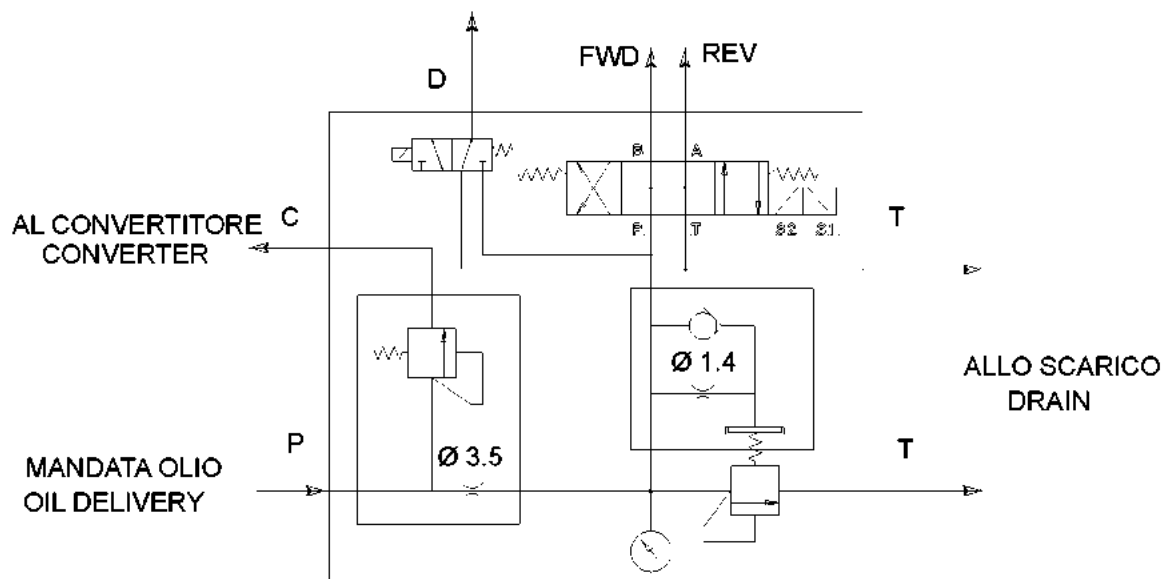 FWD REV
D
B A
AL CONVERTITORE
CONVERTER
C
P T S2 S1
T
Ø 1.4
ALLO SCARICO
DRAIN
P
MANDATA OLIO
OIL DELIVERY
Ø 3.5
T